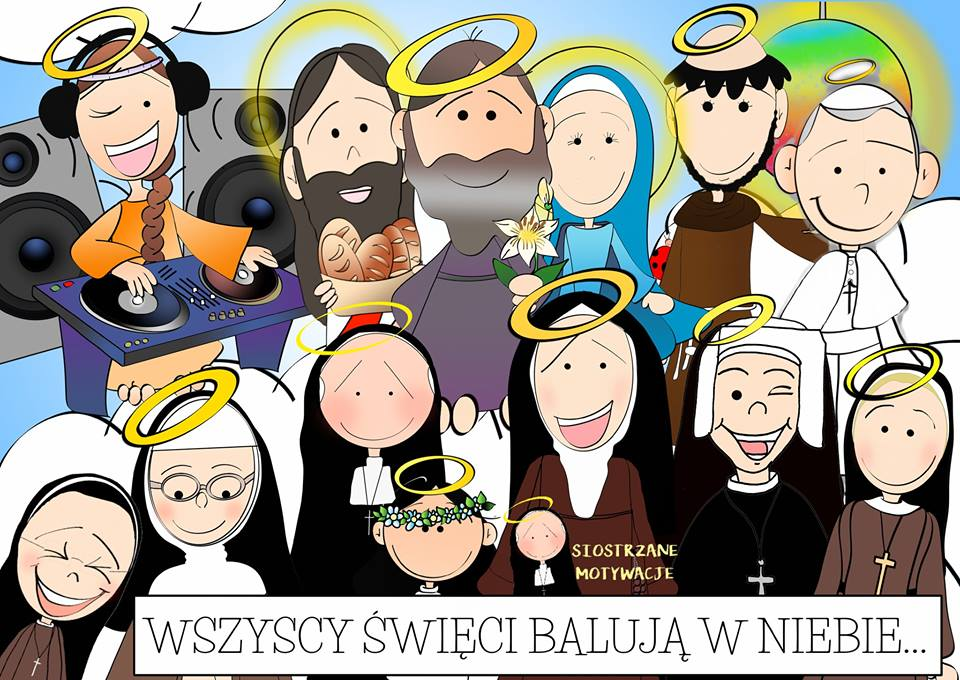 SIOSTRZANE
MOTYWACJE
WSZYSCY ŚWIĘCI BALUJĄ W NIEBIE...